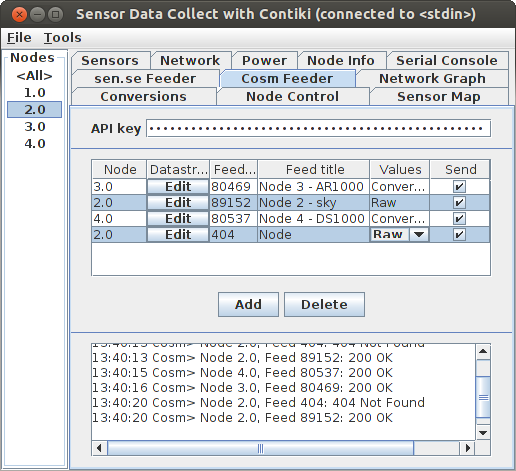 Sensor Data Collect with Contiki (connected to <stdin>)
File Tools
Nodes
<All>
1.0
2.0
3.0
4.0
Sensors Network Power Node Info Serial Console
sen.se Feeder Cosm Feeder Network Graph
Conversions Node Control Sensor Map
API key ••••••••••••••••••••••••••••••••••••••••••••••••
Node Datastr... Feed... Feed title Values Send
3.0 Edit 80469 Node 3 - AR1000 Conver...
2.0 Edit 89152 Node 2 - sky Raw
4.0 Edit 80537 Node 4 - DS1000 Conver...
2.0 Edit 404 Node Raw
Add Delete
13:40:13 Cosm> Node 2.0, Feed 404: 404 Not Found
13:40:13 Cosm> Node 2.0, Feed 89152: 200 OK
13:40:15 Cosm> Node 4.0, Feed 80537: 200 OK
13:40:16 Cosm> Node 3.0, Feed 80469: 200 OK
13:40:20 Cosm> Node 2.0, Feed 404: 404 Not Found
13:40:20 Cosm> Node 2.0, Feed 89152: 200 OK